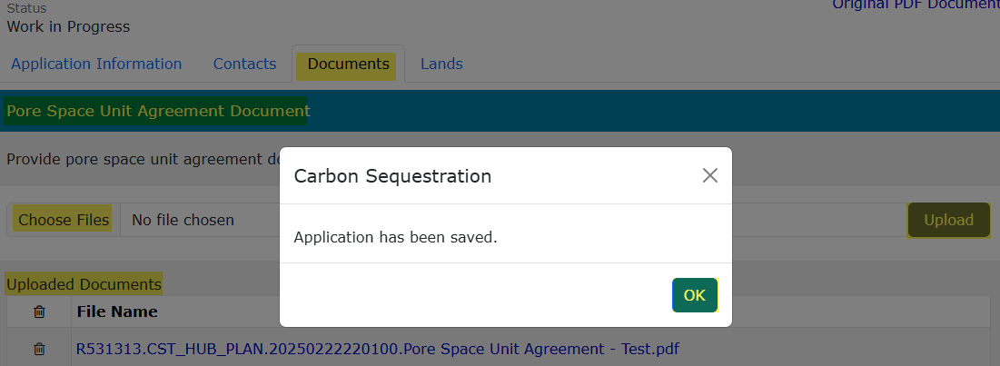 Status
Original PDF Document
Work in Progress
Application Information Contacts Documents Lands
Pore Space Unit Agreement Document
Provide pore space unit agreement
Carbon Sequestration
Choose Files No file chosen Upload
Application has been saved.
Uploaded Documents
OK
File Name
R531313.CST_HUB_PLAN.20250222220100.Pore Space Unit Agreement - Test.pdf